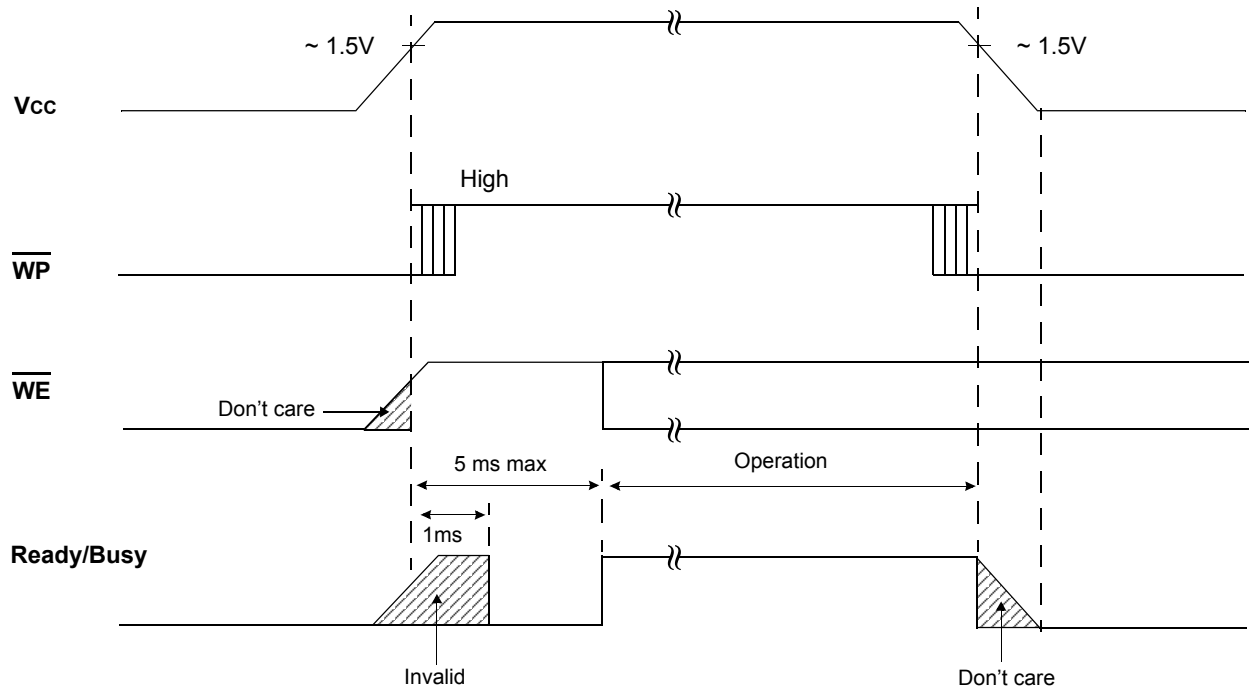 ~ 1.5V
~ 1.5V
Vcc
High
WP
WE
Don't care
5 ms max
Operation
1ms
Ready/Busy
Invalid
Don't care